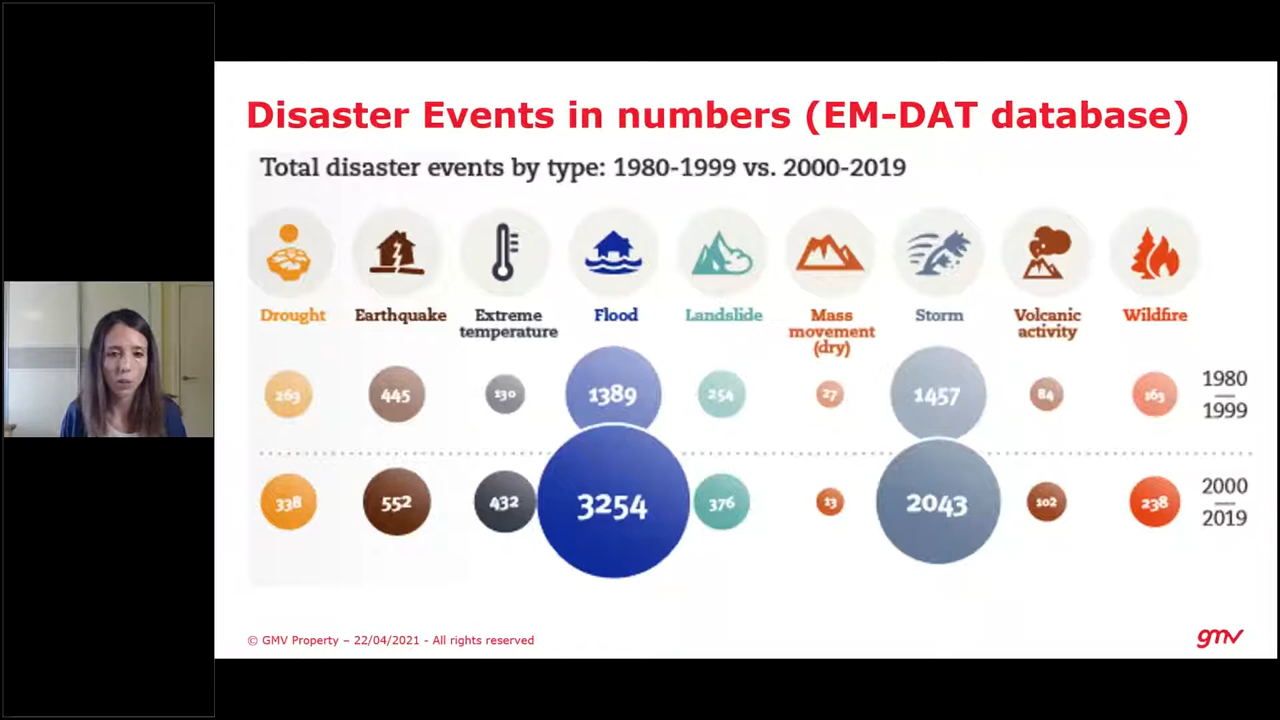 Disaster Events in numbers (EM-DAT database)
Total disaster events by type: 1980-1999 vs. 2000-2019
Drought
Earthquake
Extreme
temperature
Flood
Landslide
Mass
movement
(dry)
Storm
Volcanic
activity
Wildfire
263
445
130
1389
254
27
1457
84
163
1980
1999
338
552
432
3254
376
13
2043
102
238
2000
2019
© GMV Property – 22/04/2021 - All rights reserved
gmv